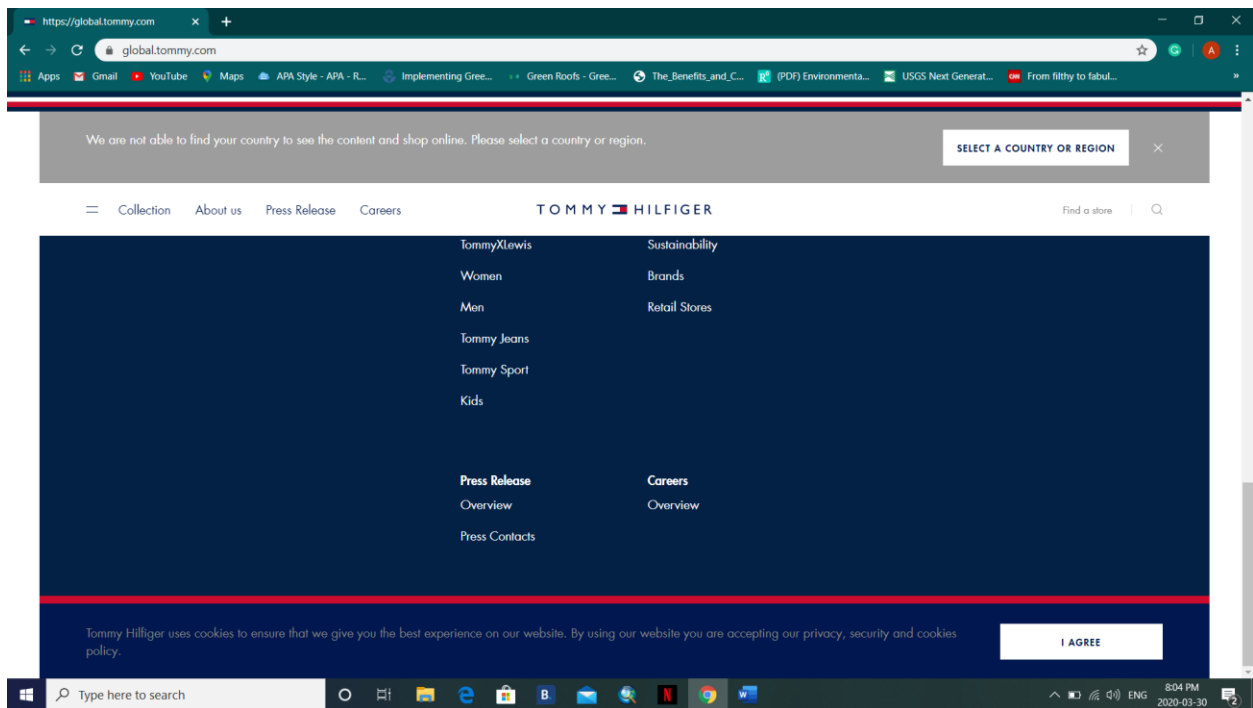 https://global.tommy.com
global.tommy.com
A
Apps Gmail YouTube Maps APA Style - APA - R... Implementing Gree... Green Roofs - Gree... The_Benefits_and_C... (PDF) Environmenta... USGS Next Generat... From filthy to fabul... »
We are not able to find your country to see the content and shop online. Please select a country or region.
SELECT A COUNTRY OR REGION
Collection About us Press Release Careers
TOMMY HILFIGER
Find a store
TommyXLewis
Women
Men
Tommy Jeans
Tommy Sport
Kids
Sustainability
Brands
Retail Stores
Press Release
Overview
Press Contacts
Careers
Overview
Tommy Hilfiger uses cookies to ensure that we give you the best experience on our website. By using our website you are accepting our privacy, security and cookies
policy.
I AGREE
Type here to search
B.
N
ENG
8:04 PM
2020-03-30
2